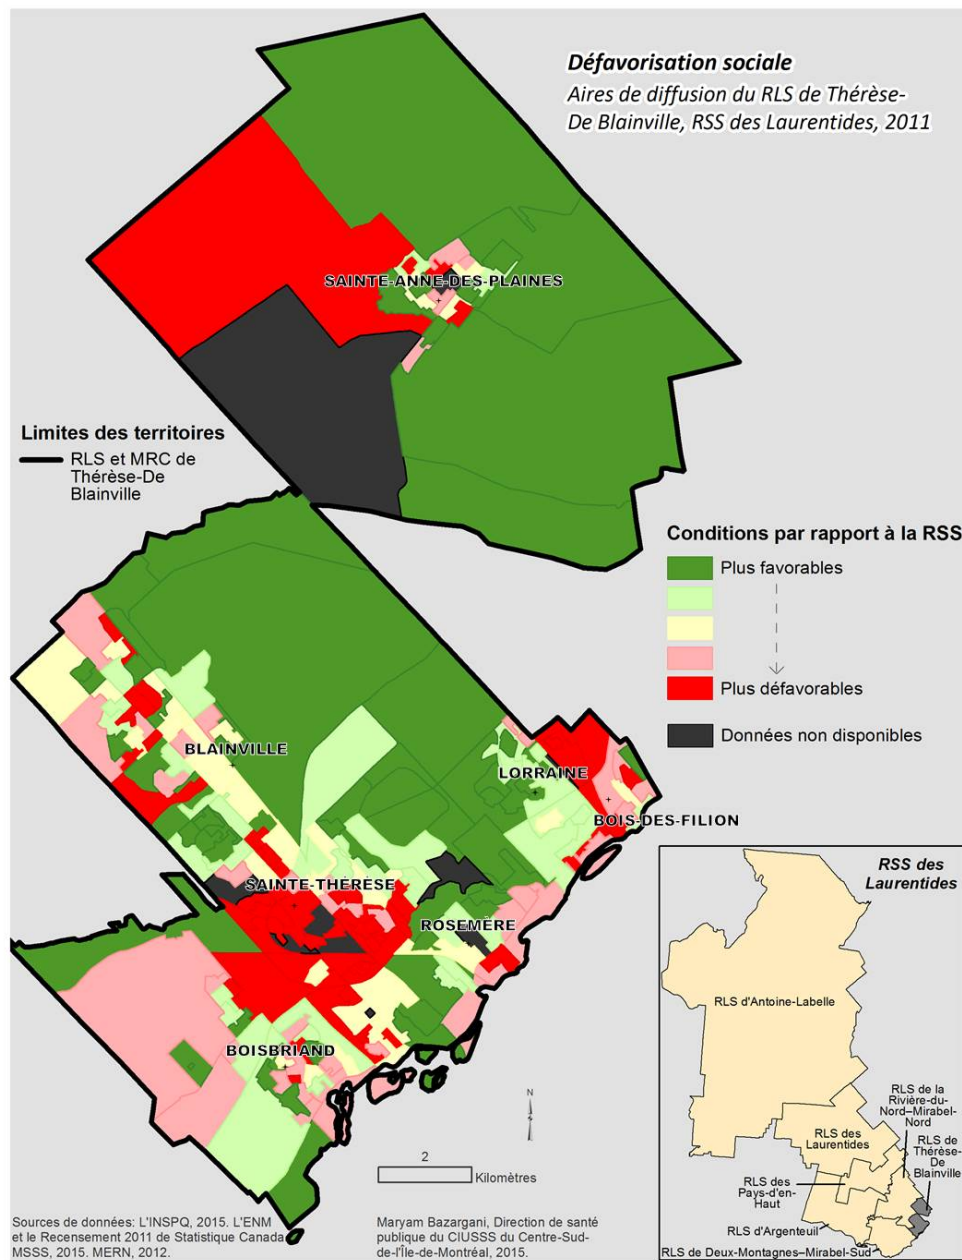 Défavorisation sociale
Aires de diffusion du RLS de Thérèse-
De Blainville, RSS des Laurentides, 2011
SAINTE-ANNE-DES-PLAINES
Limites des territoires
RLS et MRC de
Thérèse-De
Blainville
Conditions par rapport à la RSS
Plus favorables
Plus défavorables
Données non disponibles
BLAINVILLE
LORRAINE
BOIS-DES-FILION
SAINTE-THÉRÈSE
ROSEMÈRE
BOISBRIAND
RSS des
Laurentides
RLS d'Antoine-Labelle
RLS de la
Rivière-du-
Nord–Mirabel-
Nord
RLS des
Laurentides
RLS de
Thérèse-
De
Blainville
RLS des
Pays-d'en-
Haut
RLS d'Argenteuil
RLS de Deux-Montagnes–Mirabel-Sud
N
2
Kilomètres
Sources de données: L'INSPQ, 2015. L'ENM
et le Recensement 2011 de Statistique Canada
MSSS, 2015. MERN, 2012.
Maryam Bazargani, Direction de santé
publique du CIUSSS du Centre-Sud-
de-l'Île-de-Montréal, 2015.